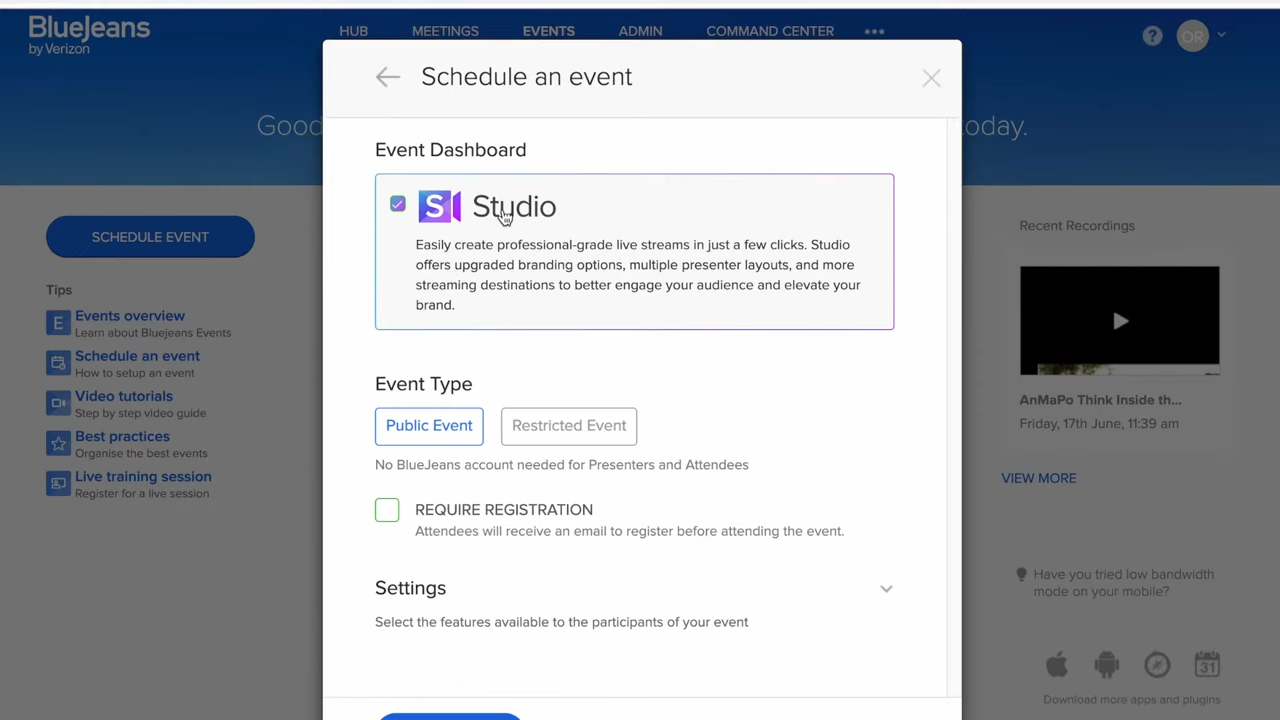 BlueJeans
by Verizon
HUB
MEETINGS
EVENTS
ADMIN
COMMAND CENTER
?
OR
Good
today.
Schedule an event
Event Dashboard
S Studio
Easily create professional-grade live streams in just a few clicks. Studio
offers upgraded branding options, multiple presenter layouts, and more
streaming destinations to better engage your audience and elevate your
brand.
Event Type
Public Event
Restricted Event
No BlueJeans account needed for Presenters and Attendees
REQUIRE REGISTRATION
Attendees will receive an email to register before attending the event.
Settings
Select the features available to the participants of your event
SCHEDULE EVENT
Tips
E
Events overview
Learn about Bluejeans Events
Schedule an event
How to setup an event
Video tutorials
Step by step video guide
Best practices
Organise the best events
Live training session
Register for a live session
Recent Recordings
AnMaPo Think Inside th...
Friday, 17th June, 11:39 am
VIEW MORE
Have you tried low bandwidth
mode on your mobile?
31
Download more apps and plugins